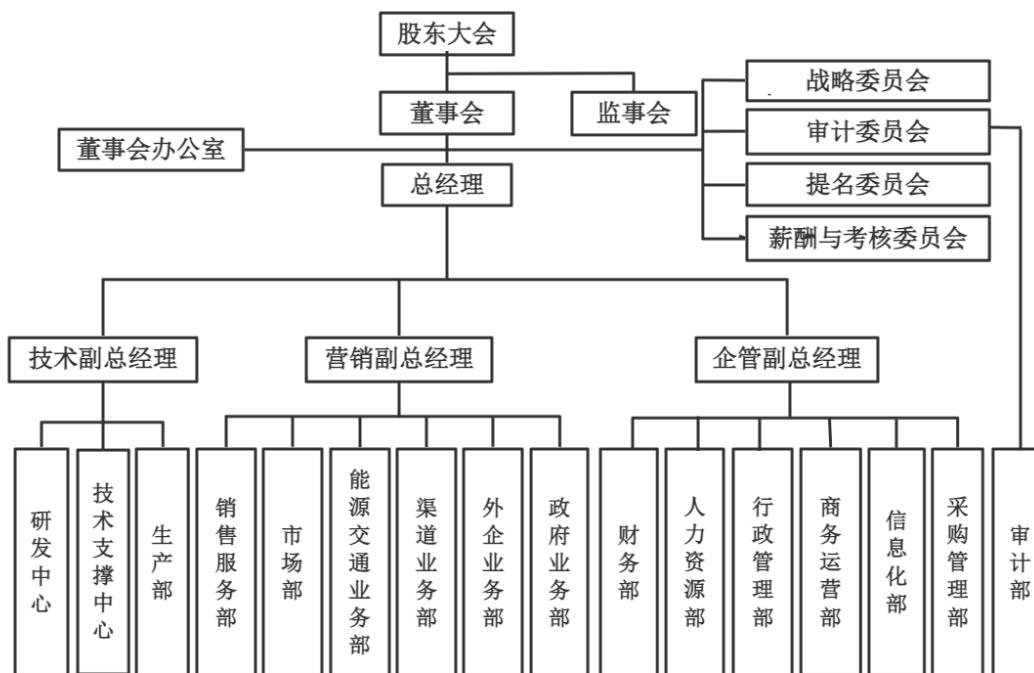 股东大会
战略委员会
董事会
监事会
审计委员会
董事会办公室
总经理
提名委员会
薪酬与考核委员会
技术副总经理
营销副总经理
企管副总经理
研发中心
技术支撑中心
生产部
销售服务部
市场部
能源交通业务部
渠道业务部
外企业务部
政府业务部
财务部
人力资源部
行政管理部
商务运营部
信息化部
采购管理部
审计部